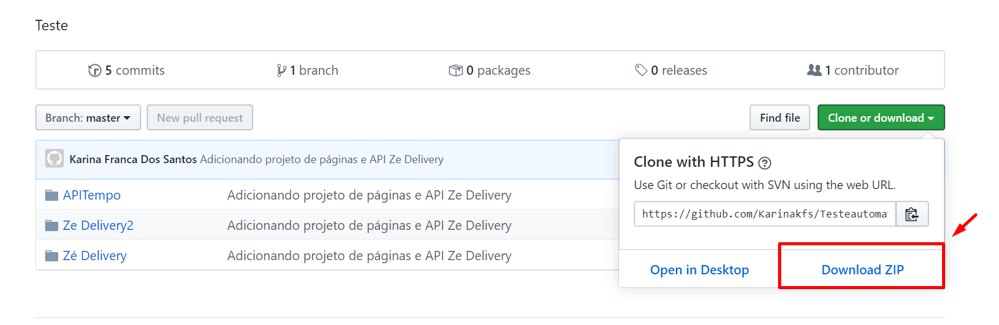 Teste
5 commits
1 branch
0 packages
0 releases
1 contributor
Branch: master
New pull request
Find file
Clone or download
Karina Franca Dos Santos Adicionando projeto de páginas e API Ze Delivery
APITempo Adicionando projeto de páginas e API Ze Delivery
Ze Delivery2 Adicionando projeto de páginas e API Ze Delivery
Zé Delivery Adicionando projeto de páginas e API Ze Delivery
Clone with HTTPS ?
Use Git or checkout with SVN using the web URL.
https://github.com/Karinakfs/Testeautoma
Open in Desktop
Download ZIP